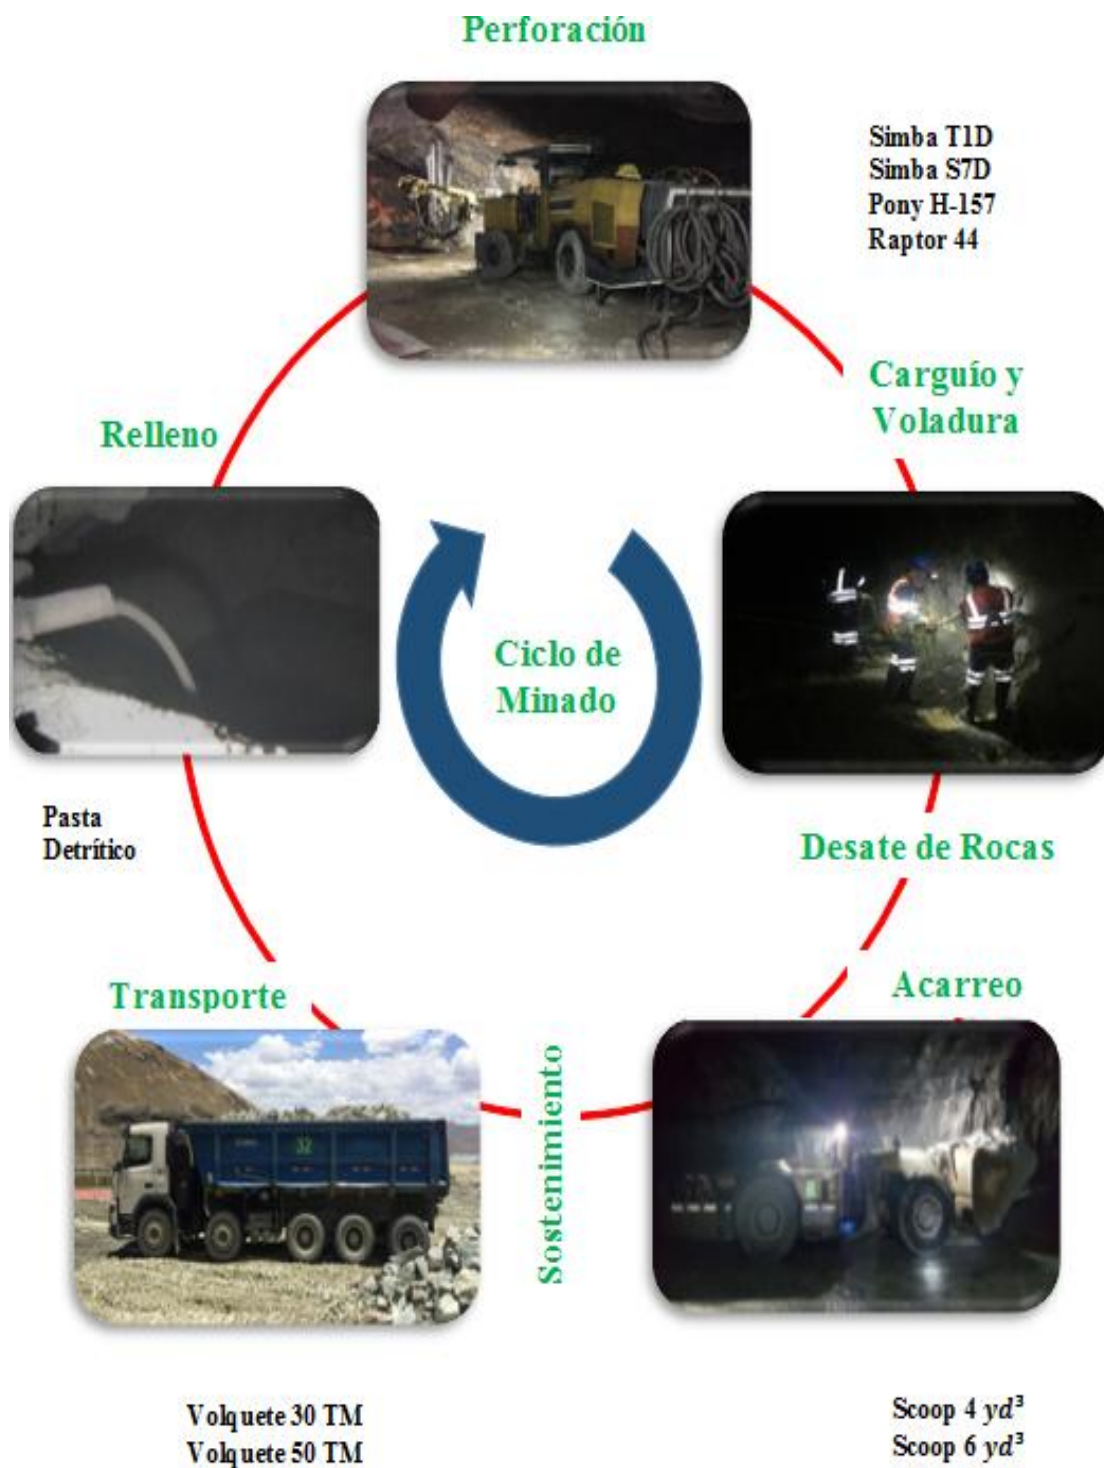 Perforación
Simba T1D
Simba S7D
Pony H-157
Raptor 44
Carguío y
Voladura
Relleno
Ciclo de
Minado
Pasta
Detrítico
Desate de Rocas
Acarreo
Transporte
Sostenimiento
32
Volquete 30 TM
Volquete 50 TM
Scoop 4 yd³
Scoop 6 yd³